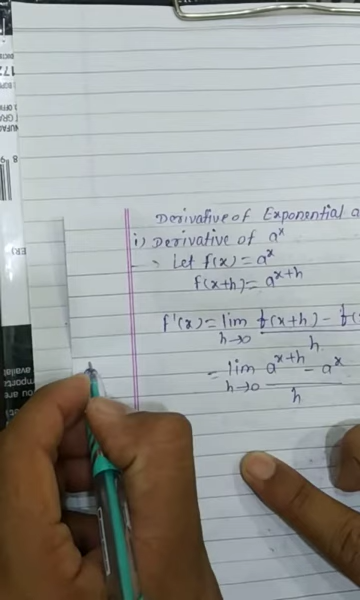 Derivative of Exponential a
i) Derivative of a^x
Let f(x) = a^x
f(x+h) = a^{x+h}
f'(x) = lim h→0 f(x+h) - f( / h
= lim h→0 a^{x+h} - a^x / h